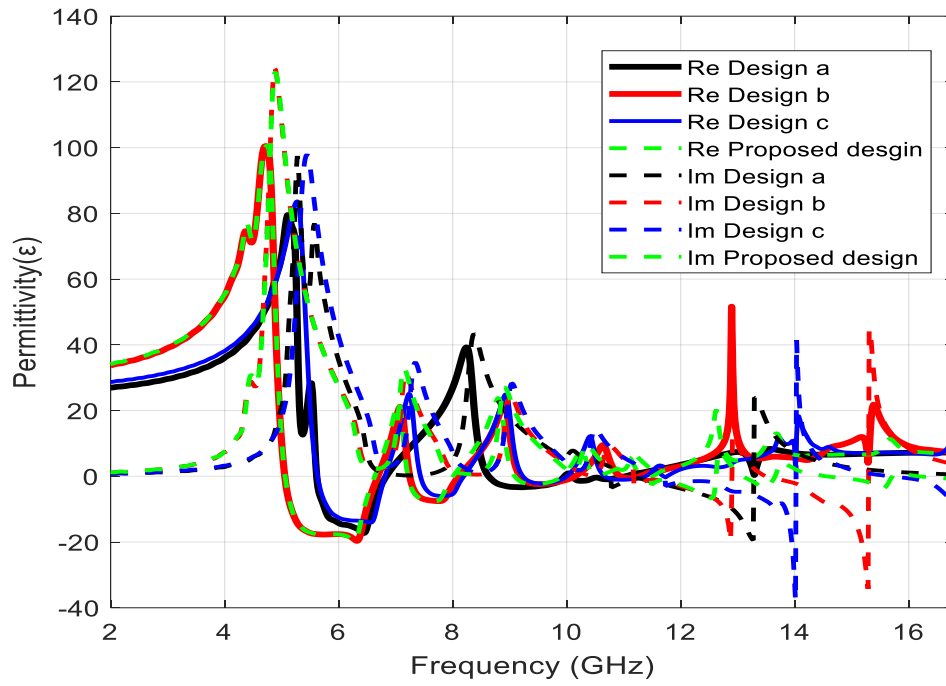 140
120
100
80
60
40
20
0
-20
-40
Permittivity(ε)
Re Design a
Re Design b
Re Design c
Re Proposed desgin
Im Design a
Im Design b
Im Design c
Im Proposed design
2 4 6 8 10 12 14 16
Frequency (GHz)